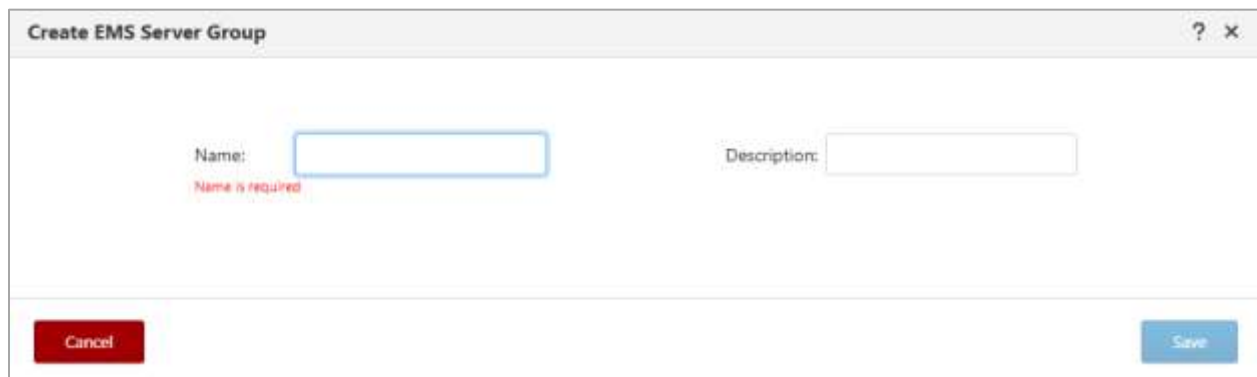 Create EMS Server Group ? ×
Name: Description:
Name is required
Cancel Save